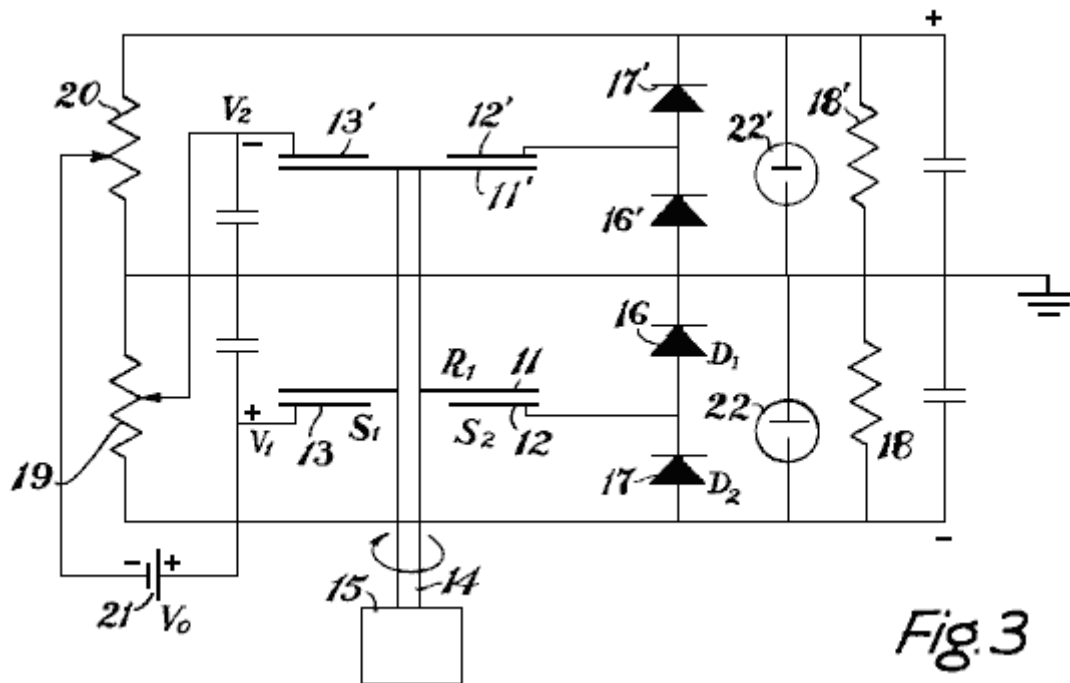 +
20
V₂
-
13'
12'
11'
17'
16'
22'
18'
16
D₁
R₁
11
+
V₁
13
S₁
S₂
12
22
18
19
17
D₂
-
- +
21
V₀
15
14
Fig. 3